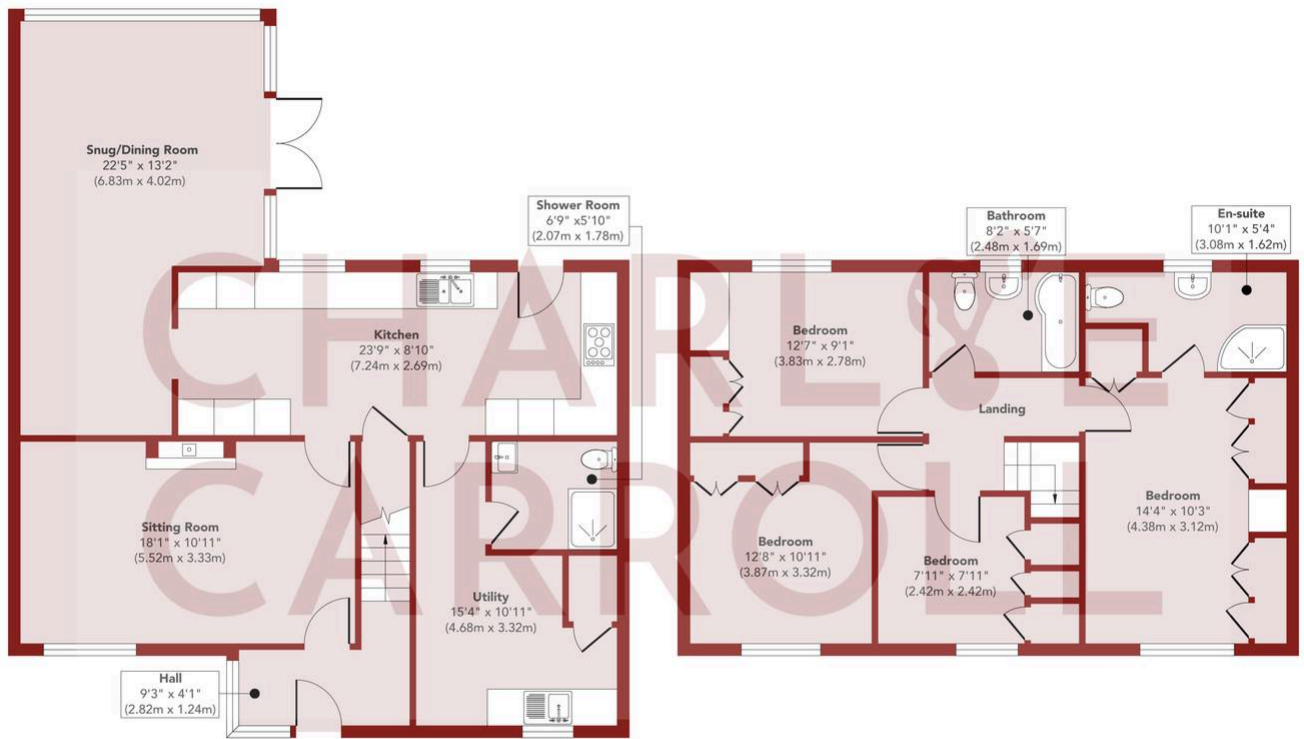 Snug/Dining Room
22'5" x 13'2"
(6.83m x 4.02m)
Shower Room
6'9" x5'10"
(2.07m x 1.78m)
Kitchen
23'9" x 8'10"
(7.24m x 2.69m)
Sitting Room
18'1" x 10'11"
(5.52m x 3.33m)
Utility
15'4" x 10'11"
(4.68m x 3.32m)
Hall
9'3" x 4'1"
(2.82m x 1.24m)
Bathroom
8'2" x 5'7"
(2.48m x 1.69m)
En-suite
10'1" x 5'4"
(3.08m x 1.62m)
Bedroom
12'7" x 9'1"
(3.83m x 2.78m)
Landing
Bedroom
14'4" x 10'3"
(4.38m x 3.12m)
Bedroom
12'8" x 10'11"
(3.87m x 3.32m)
Bedroom
7'11" x 7'11"
(2.42m x 2.42m)
CHARLIE
CARROLL